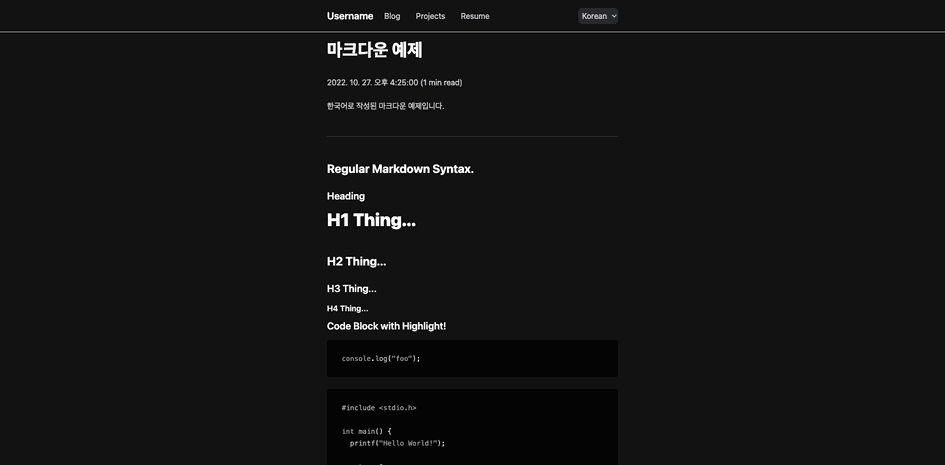 Username Blog Projects Resume Korean
마크다운 예제
2022. 10. 27. 오후 4:25:00 (1 min read)
한국어로 작성된 마크다운 예제입니다.
Regular Markdown Syntax.
Heading
H1 Thing...
H2 Thing...
H3 Thing...
H4 Thing...
Code Block with Highlight!
console.log("foo");
#include <stdio.h>
int main() {
printf("Hello World!");